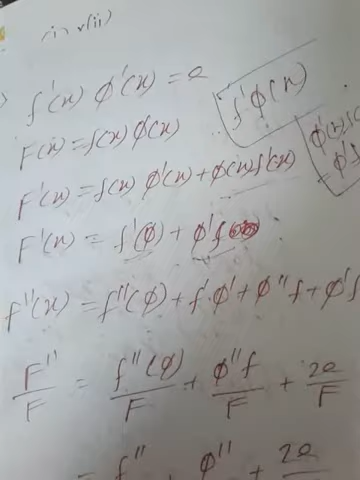 (i) v(ii)
f'(x) φ'(x) = a
f'φ(x)
F(x) = f(x) φ(x)
F'(x) = f(x) φ'(x) + φ(x) f'(x)
F'(x) = f'(φ) + φ'f
f''(x) = f''(φ) + f'φ' + φ''f + φ'f
F''/F = f''(φ)/F + φ''f/F + 2a/F
= f'' + φ'' + 2a